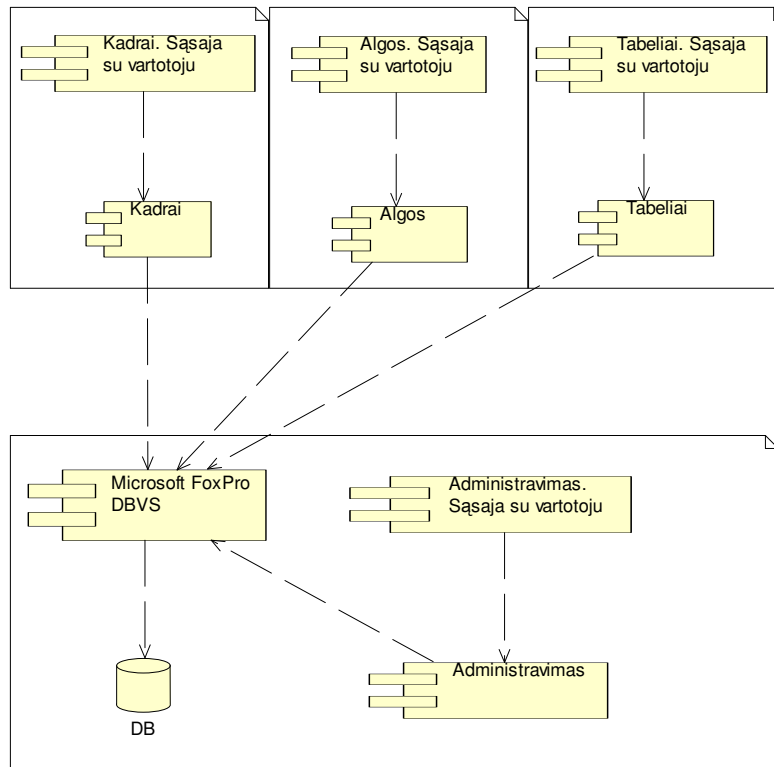 Kadrai. Sąsaja
su vartotoju
Algos. Sąsaja
su vartotoju
Tabeliai. Sąsaja
su vartotoju
Kadrai
Algos
Tabeliai
Microsoft FoxPro
DBVS
Administravimas.
Sąsaja su vartotoju
Administravimas
DB